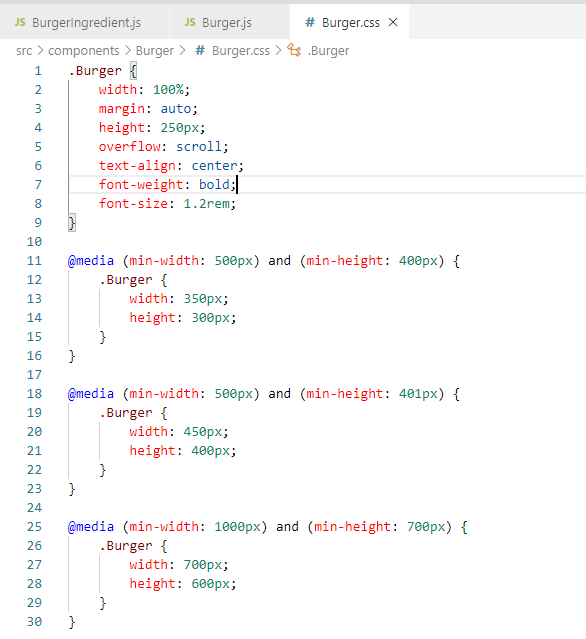 JS BurgerIngredient.js JS Burger.js # Burger.css ×
src > components > Burger > # Burger.css > .Burger
1 .Burger {
2     width: 100%;
3     margin: auto;
4     height: 250px;
5     overflow: scroll;
6     text-align: center;
7     font-weight: bold;
8     font-size: 1.2rem;
9 }
10
11 @media (min-width: 500px) and (min-height: 400px) {
12     .Burger {
13         width: 350px;
14         height: 300px;
15     }
16 }
17
18 @media (min-width: 500px) and (min-height: 401px) {
19     .Burger {
20         width: 450px;
21         height: 400px;
22     }
23 }
24
25 @media (min-width: 1000px) and (min-height: 700px) {
26     .Burger {
27         width: 700px;
28         height: 600px;
29     }
30 }